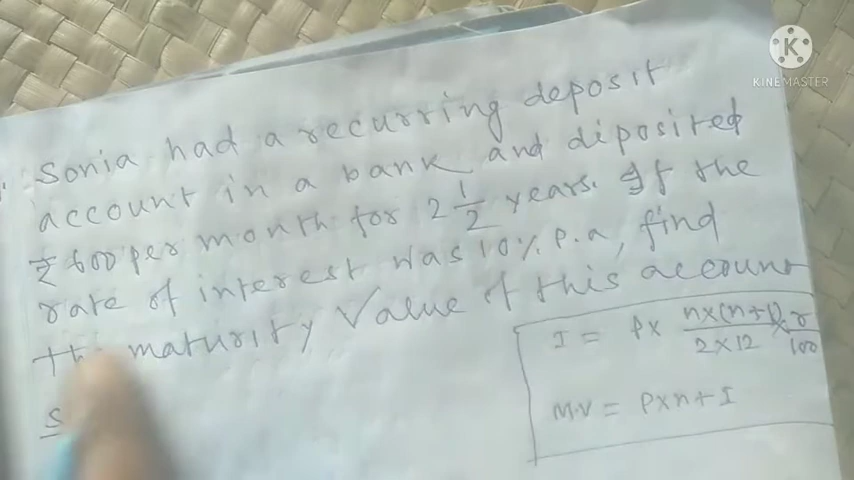 KINEMASTER
Sonia had a recurring deposit
account in a bank and diposited
₹ 600 per month for 2 1/2 years. If the
rate of interest was 10% p.a, find
the maturity Value of this account
I = P× n×(n+1)/2×12 × r/100
M.V = P×n+I